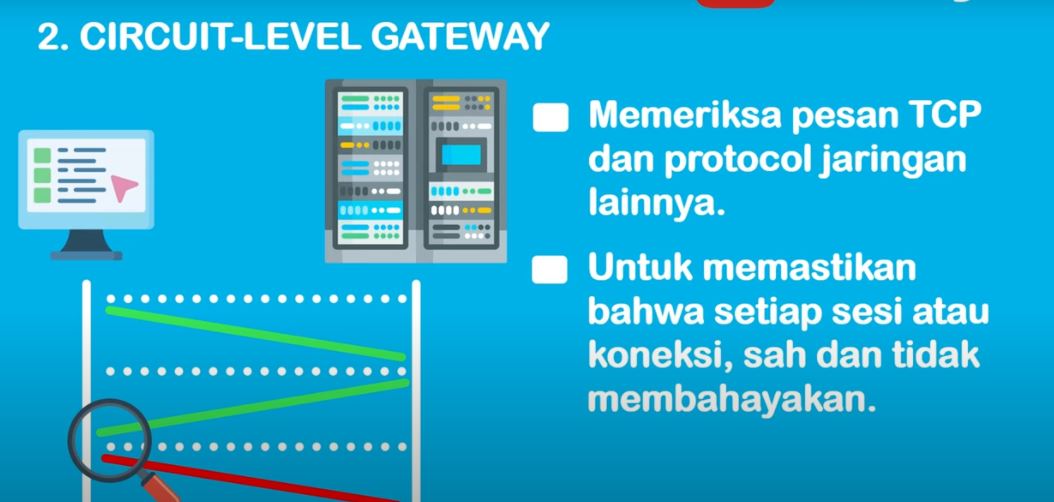 2. CIRCUIT-LEVEL GATEWAY
Memeriksa pesan TCP
dan protocol jaringan
lainnya.
Untuk memastikan
bahwa setiap sesi atau
koneksi, sah dan tidak
membahayakan.